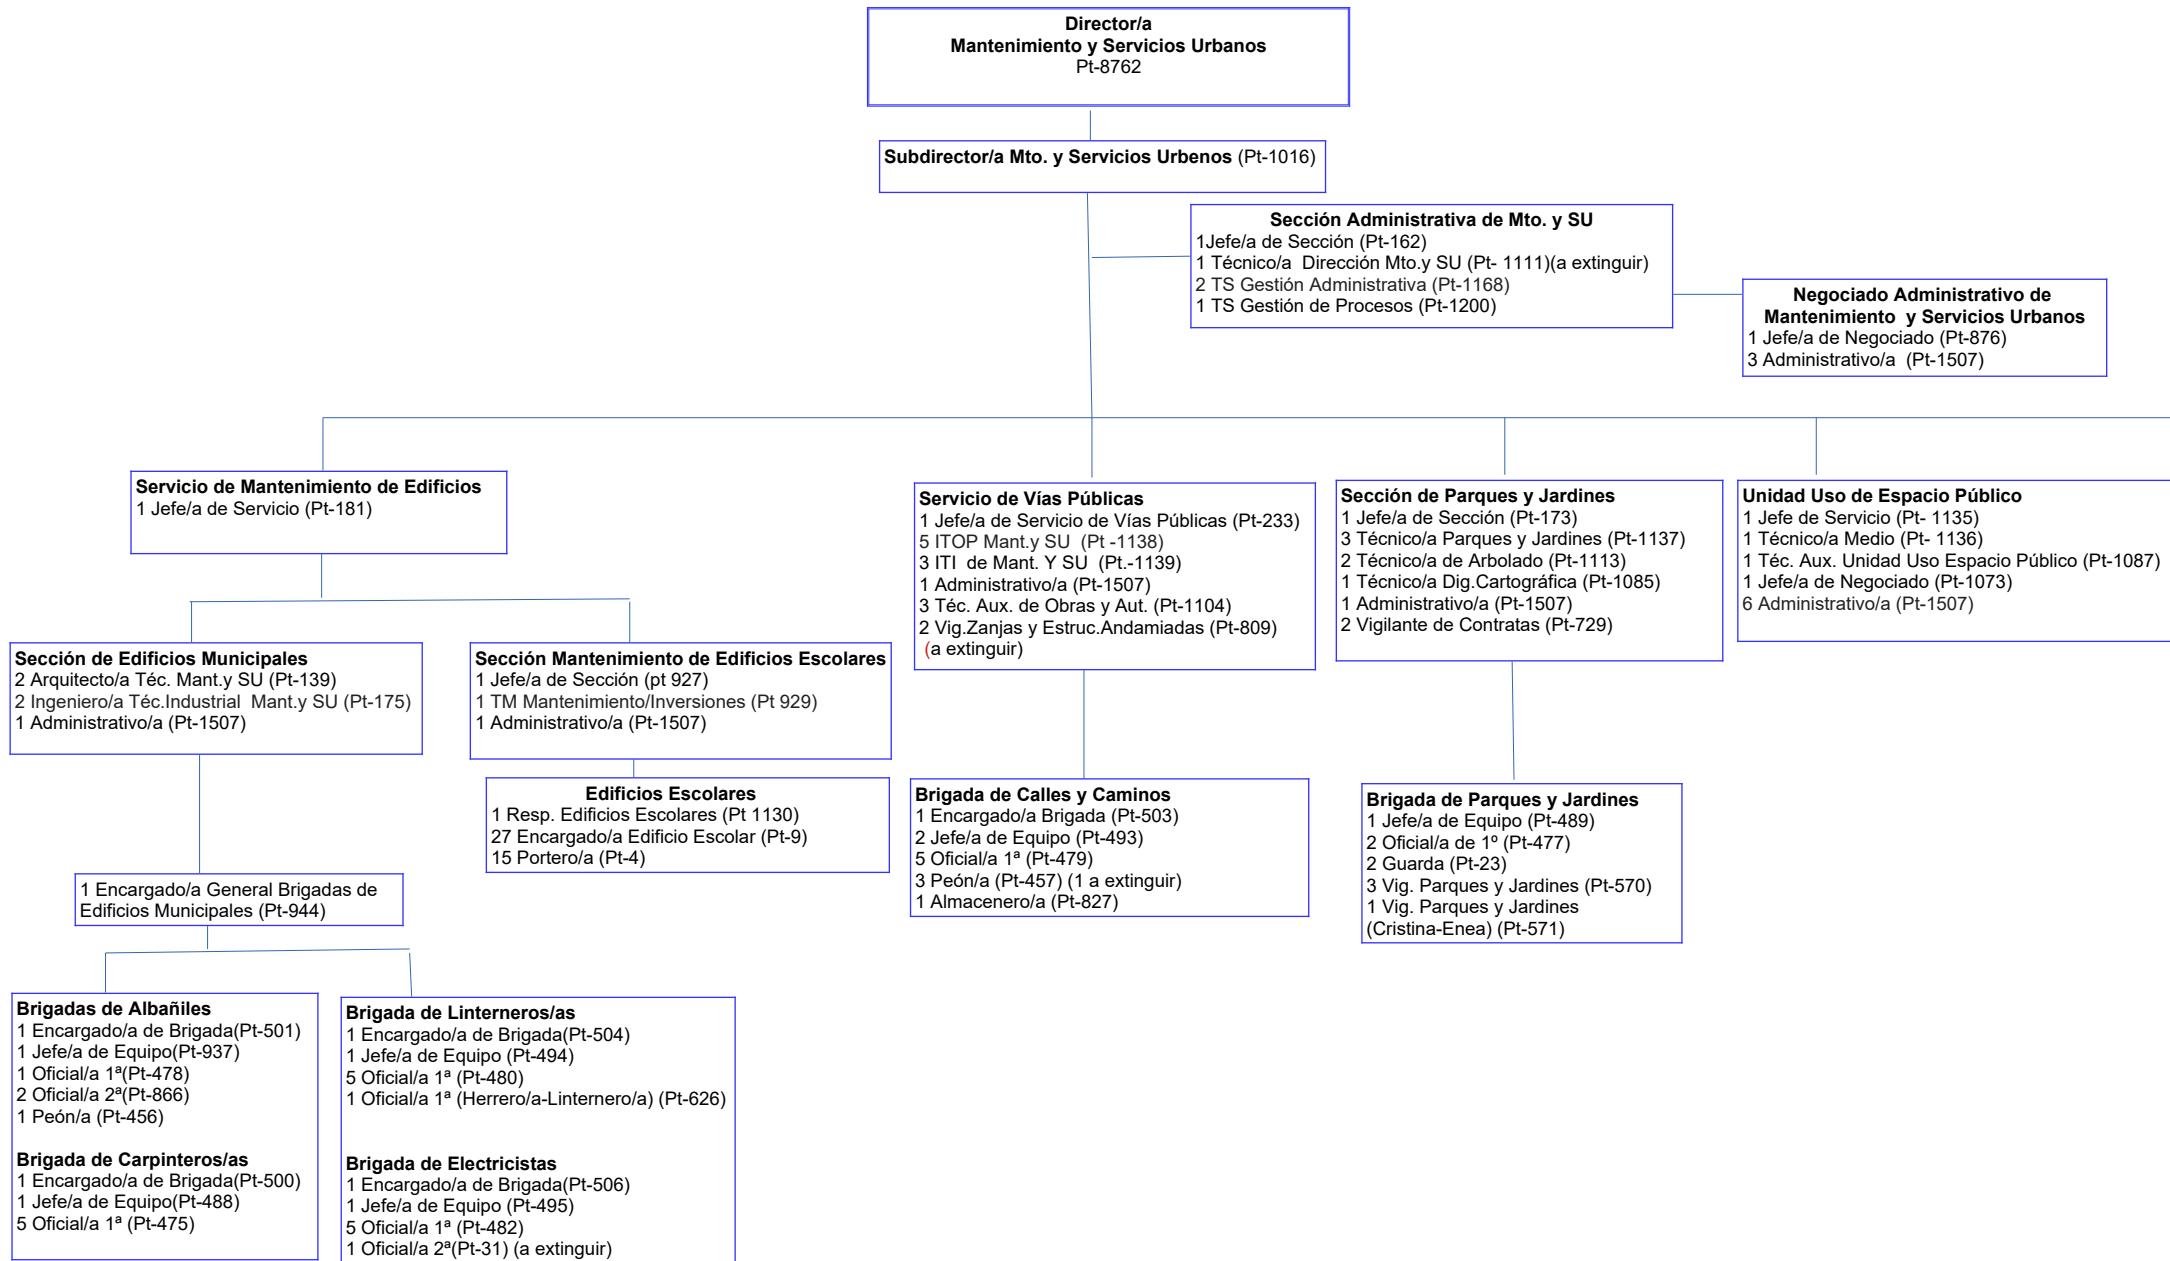 Director/a
Mantenimiento y Servicios Urbanos
Pt-8762
Subdirector/a Mto. y Servicios Urbenos (Pt-1016)
Sección Administrativa de Mto. y SU
1Jefe/a de Sección (Pt-162)
1 Técnico/a Dirección Mto.y SU (Pt- 1111)(a extinguir)
2 TS Gestión Administrativa (Pt-1168)
1 TS Gestión de Procesos (Pt-1200)
Negociado Administrativo de
Mantenimiento y Servicios Urbanos
1 Jefe/a de Negociado (Pt-876)
3 Administrativo/a (Pt-1507)
Servicio de Mantenimiento de Edificios
1 Jefe/a de Servicio (Pt-181)
Servicio de Vías Públicas
1 Jefe/a de Servicio de Vías Públicas (Pt-233)
5 ITOP Mant.y SU (Pt -1138)
3 ITI de Mant. Y SU (Pt.-1139)
1 Administrativo/a (Pt-1507)
3 Téc. Aux. de Obras y Aut. (Pt-1104)
2 Vig.Zanjas y Estruc.Andamiadas (Pt-809)
(a extinguir)
Sección de Parques y Jardines
1 Jefe/a de Sección (Pt-173)
3 Técnico/a Parques y Jardines (Pt-1137)
2 Técnico/a de Arbolado (Pt-1113)
1 Técnico/a Dig.Cartográfica (Pt-1085)
1 Administrativo/a (Pt-1507)
2 Vigilante de Contratas (Pt-729)
Unidad Uso de Espacio Público
1 Jefe de Servicio (Pt- 1135)
1 Técnico/a Medio (Pt- 1136)
1 Téc. Aux. Unidad Uso Espacio Público (Pt-1087)
1 Jefe/a de Negociado (Pt-1073)
6 Administrativo/a (Pt-1507)
Sección de Edificios Municipales
2 Arquitecto/a Téc. Mant.y SU (Pt-139)
2 Ingeniero/a Téc.Industrial Mant.y SU (Pt-175)
1 Administrativo/a (Pt-1507)
Sección Mantenimiento de Edificios Escolares
1 Jefe/a de Sección (pt 927)
1 TM Mantenimiento/Inversiones (Pt 929)
1 Administrativo/a (Pt-1507)
Edificios Escolares
1 Resp. Edificios Escolares (Pt 1130)
27 Encargado/a Edificio Escolar (Pt-9)
15 Portero/a (Pt-4)
Brigada de Calles y Caminos
1 Encargado/a Brigada (Pt-503)
2 Jefe/a de Equipo (Pt-493)
5 Oficial/a 1ª (Pt-479)
3 Peón/a (Pt-457) (1 a extinguir)
1 Almacenero/a (Pt-827)
Brigada de Parques y Jardines
1 Jefe/a de Equipo (Pt-489)
2 Oficial/a de 1º (Pt-477)
2 Guarda (Pt-23)
3 Vig. Parques y Jardines (Pt-570)
1 Vig. Parques y Jardines
(Cristina-Enea) (Pt-571)
1 Encargado/a General Brigadas de
Edificios Municipales (Pt-944)
Brigadas de Albañiles
1 Encargado/a de Brigada(Pt-501)
1 Jefe/a de Equipo(Pt-937)
1 Oficial/a 1ª(Pt-478)
2 Oficial/a 2ª(Pt-866)
1 Peón/a (Pt-456)
Brigada de Carpinteros/as
1 Encargado/a de Brigada(Pt-500)
1 Jefe/a de Equipo(Pt-488)
5 Oficial/a 1ª (Pt-475)
Brigada de Linterneros/as
1 Encargado/a de Brigada(Pt-504)
1 Jefe/a de Equipo (Pt-494)
5 Oficial/a 1ª (Pt-480)
1 Oficial/a 1ª (Herrero/a-Linternero/a) (Pt-626)
Brigada de Electricistas
1 Encargado/a de Brigada(Pt-506)
1 Jefe/a de Equipo (Pt-495)
5 Oficial/a 1ª (Pt-482)
1 Oficial/a 2ª(Pt-31) (a extinguir)